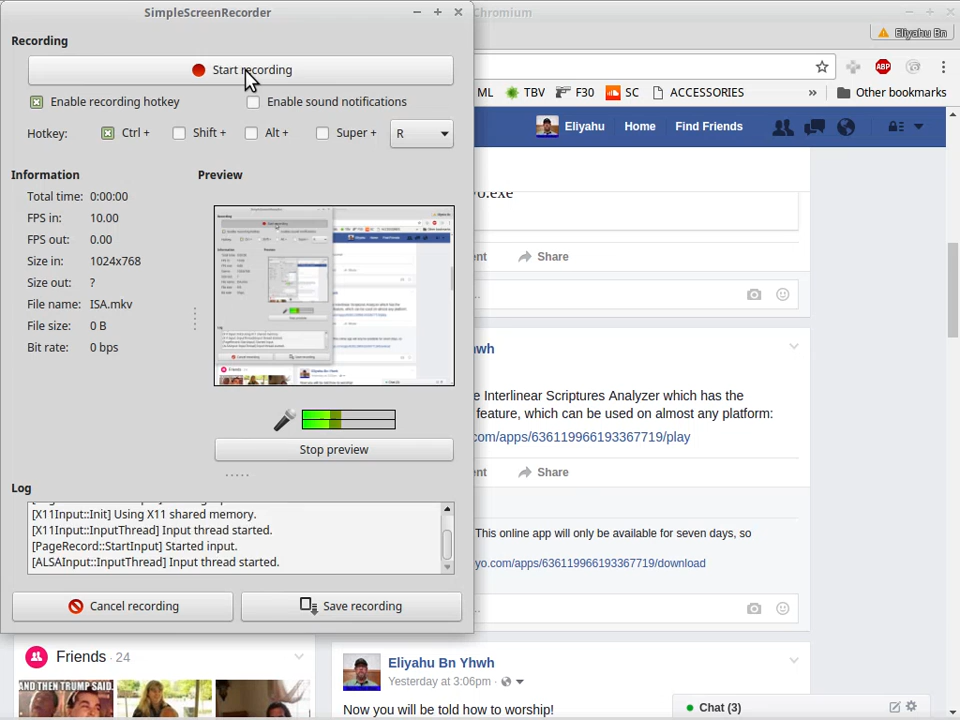 SimpleScreenRecorder
Recording
Start recording
Enable recording hotkey
Enable sound notifications
Hotkey:
Ctrl +
Shift +
Alt +
Super +
R
Information
Total time: 0:00:00
FPS in: 10.00
FPS out: 0.00
Size in: 1024x768
Size out: ?
File name: ISA.mkv
File size: 0 B
Bit rate: 0 bps
Preview
Stop preview
Log
[X11Input::Init] Using X11 shared memory.
[X11Input::InputThread] Input thread started.
[PageRecord::StartInput] Started input.
[ALSAInput::InputThread] Input thread started.
Cancel recording
Save recording
Chromium
Eliyahu Bn
ABP
ML
TBV
F30
SC
ACCESSORIES
»
Other bookmarks
Eliyahu
Home
Find Friends
o.exe
ent
Share
hwh
e Interlinear Scriptures Analyzer which has the
feature, which can be used on almost any platform:
com/apps/636119966193367719/play
ent
Share
This online app will only be available for seven days, so
yo.com/apps/636119966193367719/download
Friends · 24
AND THEN TRUMP SAID,
Eliyahu Bn Yhwh
Yesterday at 3:06pm ·
Now you will be told how to worship!
Chat (3)